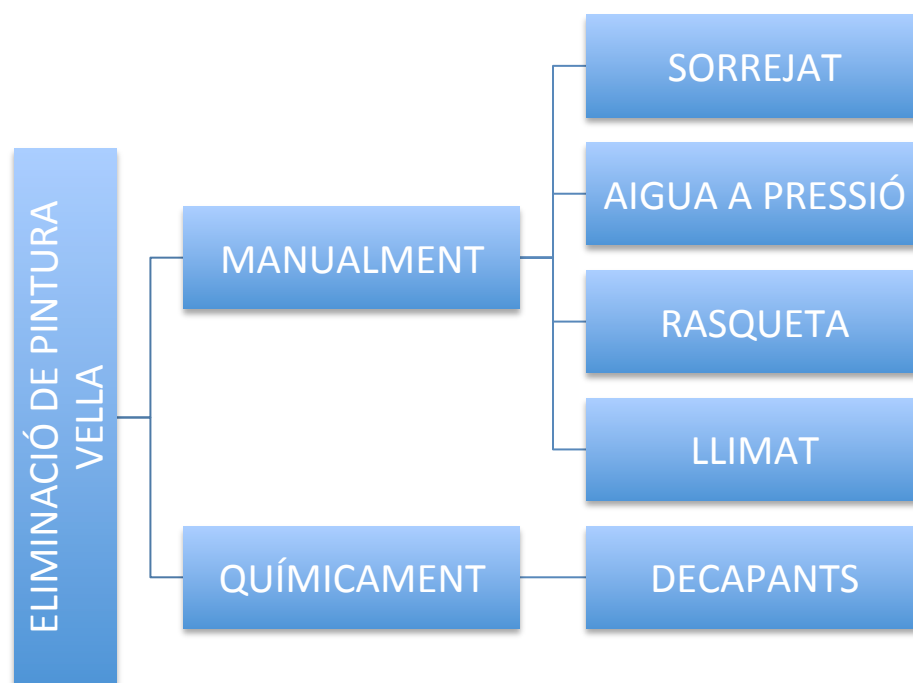 ELIMINACIÓ DE PINTURA
VELLA
MANUALMENT
SORREJAT
AIGUA A PRESSIÓ
RASQUETA
LLIMAT
QUÍMICAMENT
DECAPANTS